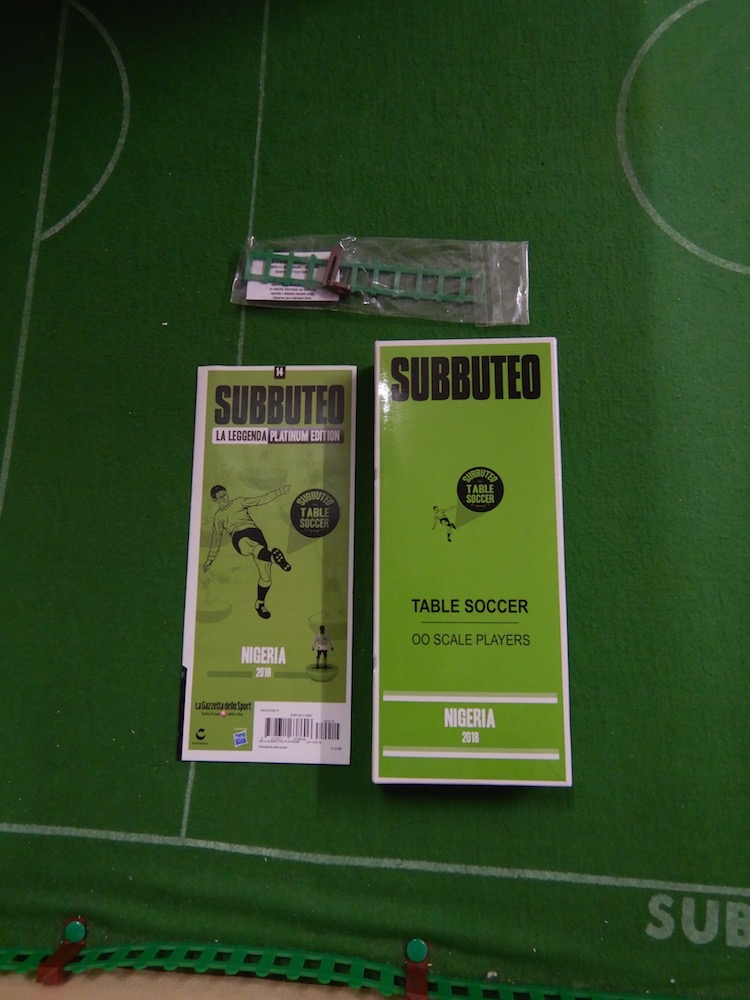 14
SUBBUTEO
LA LEGGENDA PLATINUM EDITION
SUBBUTEO
TABLE
SOCCER
NIGERIA
2018
La Gazzetta dello Sport
SUBBUTEO
SUBBUTEO
TABLE
SOCCER
TABLE SOCCER
OO SCALE PLAYERS
NIGERIA
2018
SUB